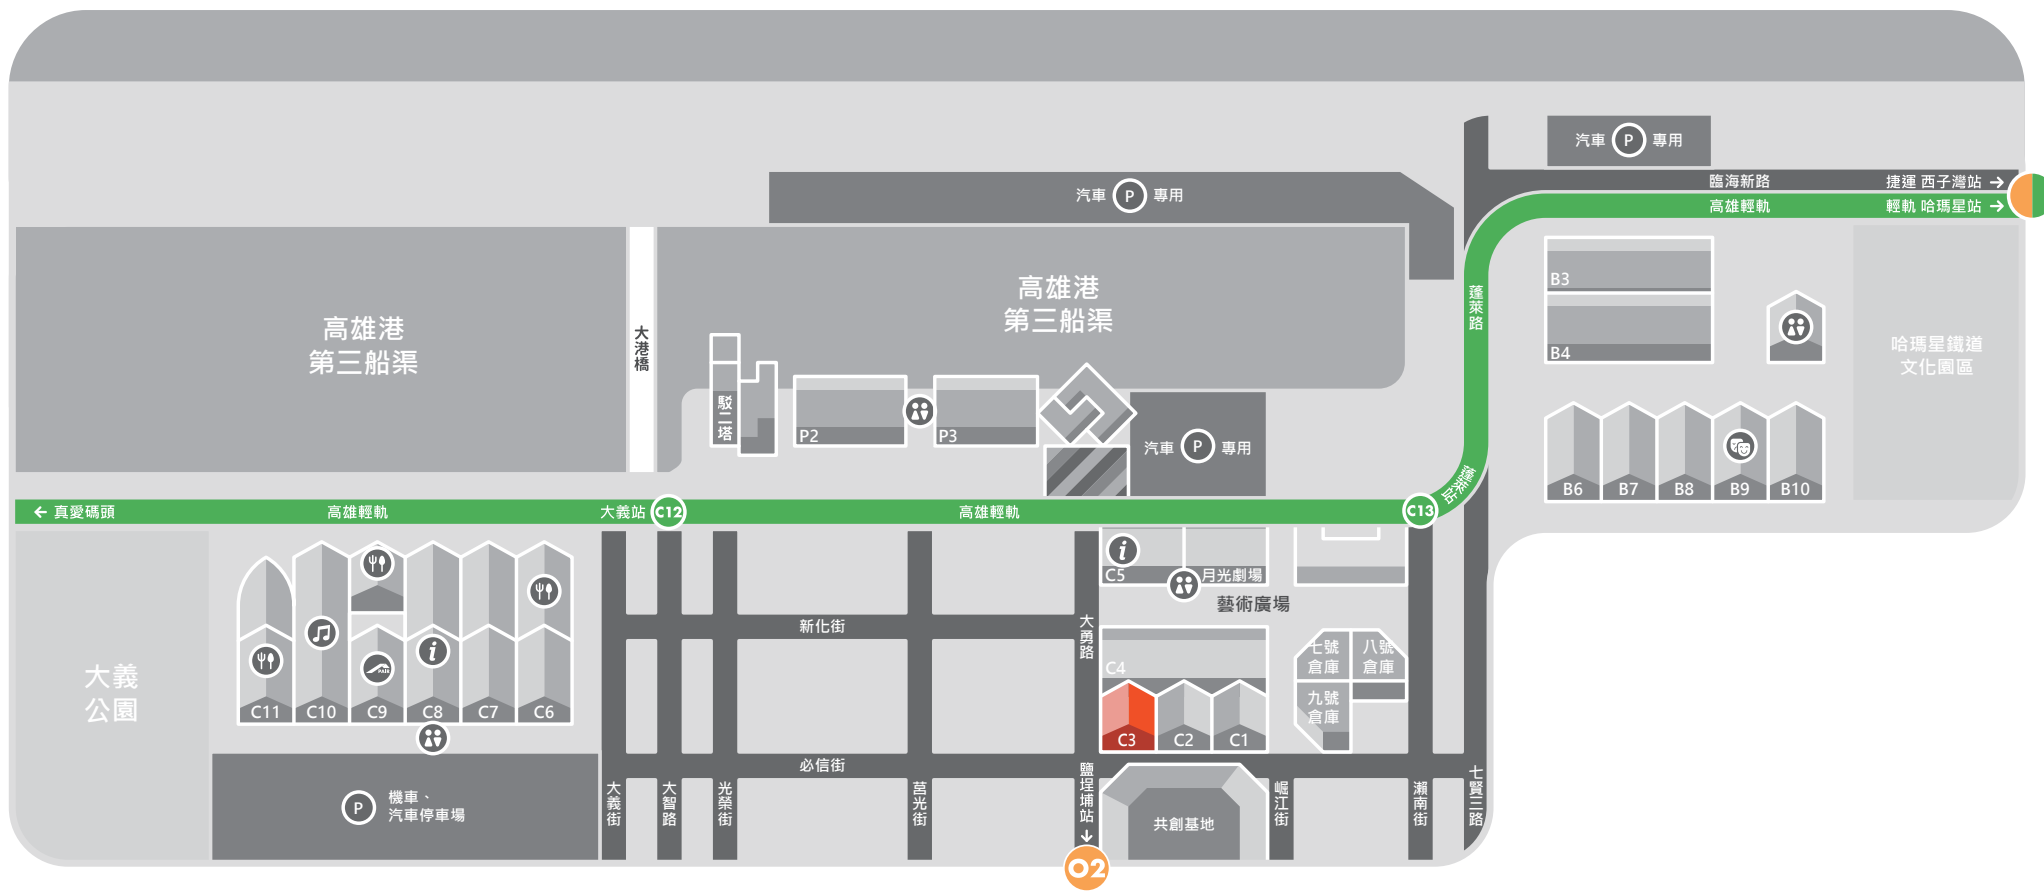 汽車 P 專用
臨海新路
捷運 西子灣站 →
高雄輕軌
輕軌 哈瑪星站 →
汽車 P 專用
高雄港
第三船渠
大港橋
高雄港
第三船渠
蓬萊路
B3
B4
哈瑪星鐵道
文化園區
駁二塔
P2
P3
汽車 P 專用
B6
B7
B8
B9
B10
← 真愛碼頭
高雄輕軌
大義站
C12
高雄輕軌
C13
蓬萊站
i
C5
月光劇場
藝術廣場
大義
公園
C11
C10
C9
PAIR
i
C8
C7
C6
新化街
大勇路
C4
C3
C2
C1
七號
倉庫
八號
倉庫
九號
倉庫
必信街
P
機車、
汽車停車場
大義街
大智路
光榮街
莒光街
鹽埕埔站
↓
O2
共創基地
崛江街
瀨南街
七賢三路